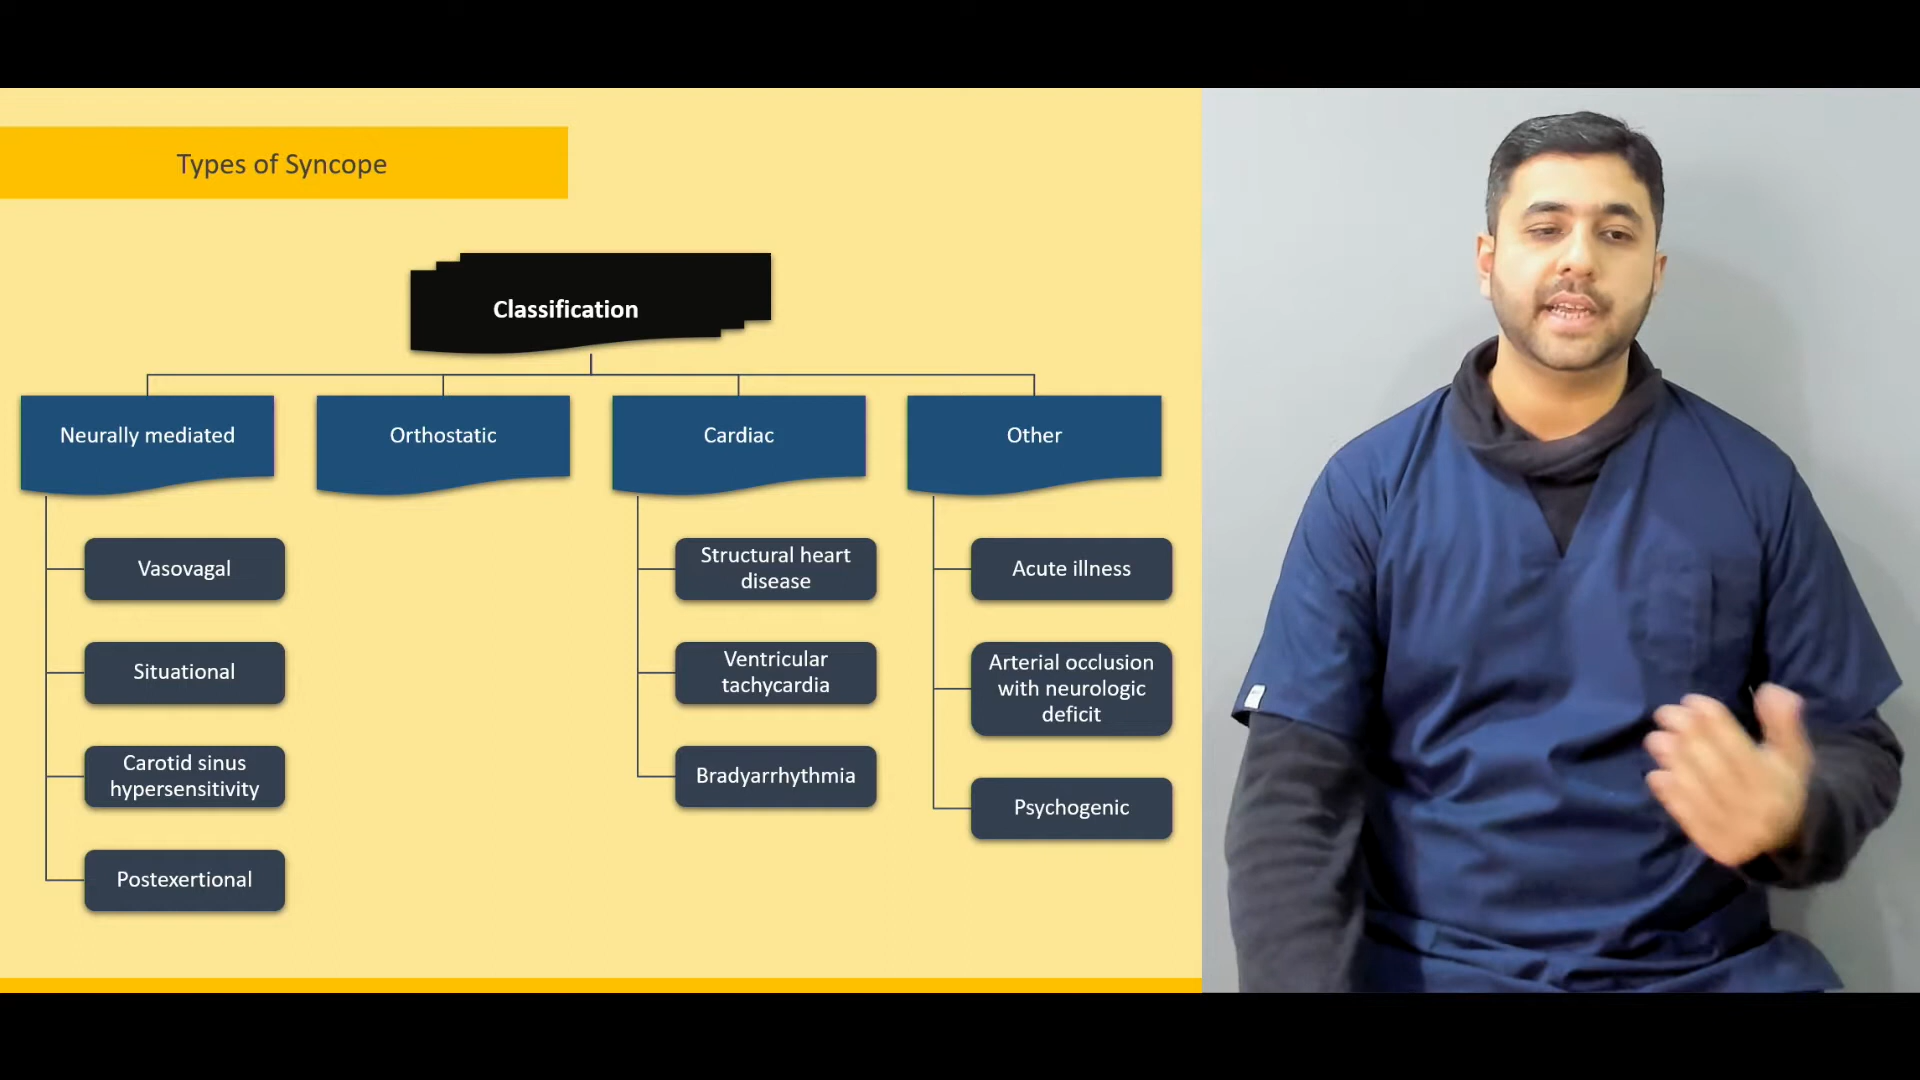 Types of Syncope
Classification
Neurally mediated
Orthostatic
Cardiac
Other
Vasovagal
Situational
Carotid sinus
hypersensitivity
Postexertional
Structural heart
disease
Ventricular
tachycardia
Bradyarrhythmia
Acute illness
Arterial occlusion
with neurologic
deficit
Psychogenic